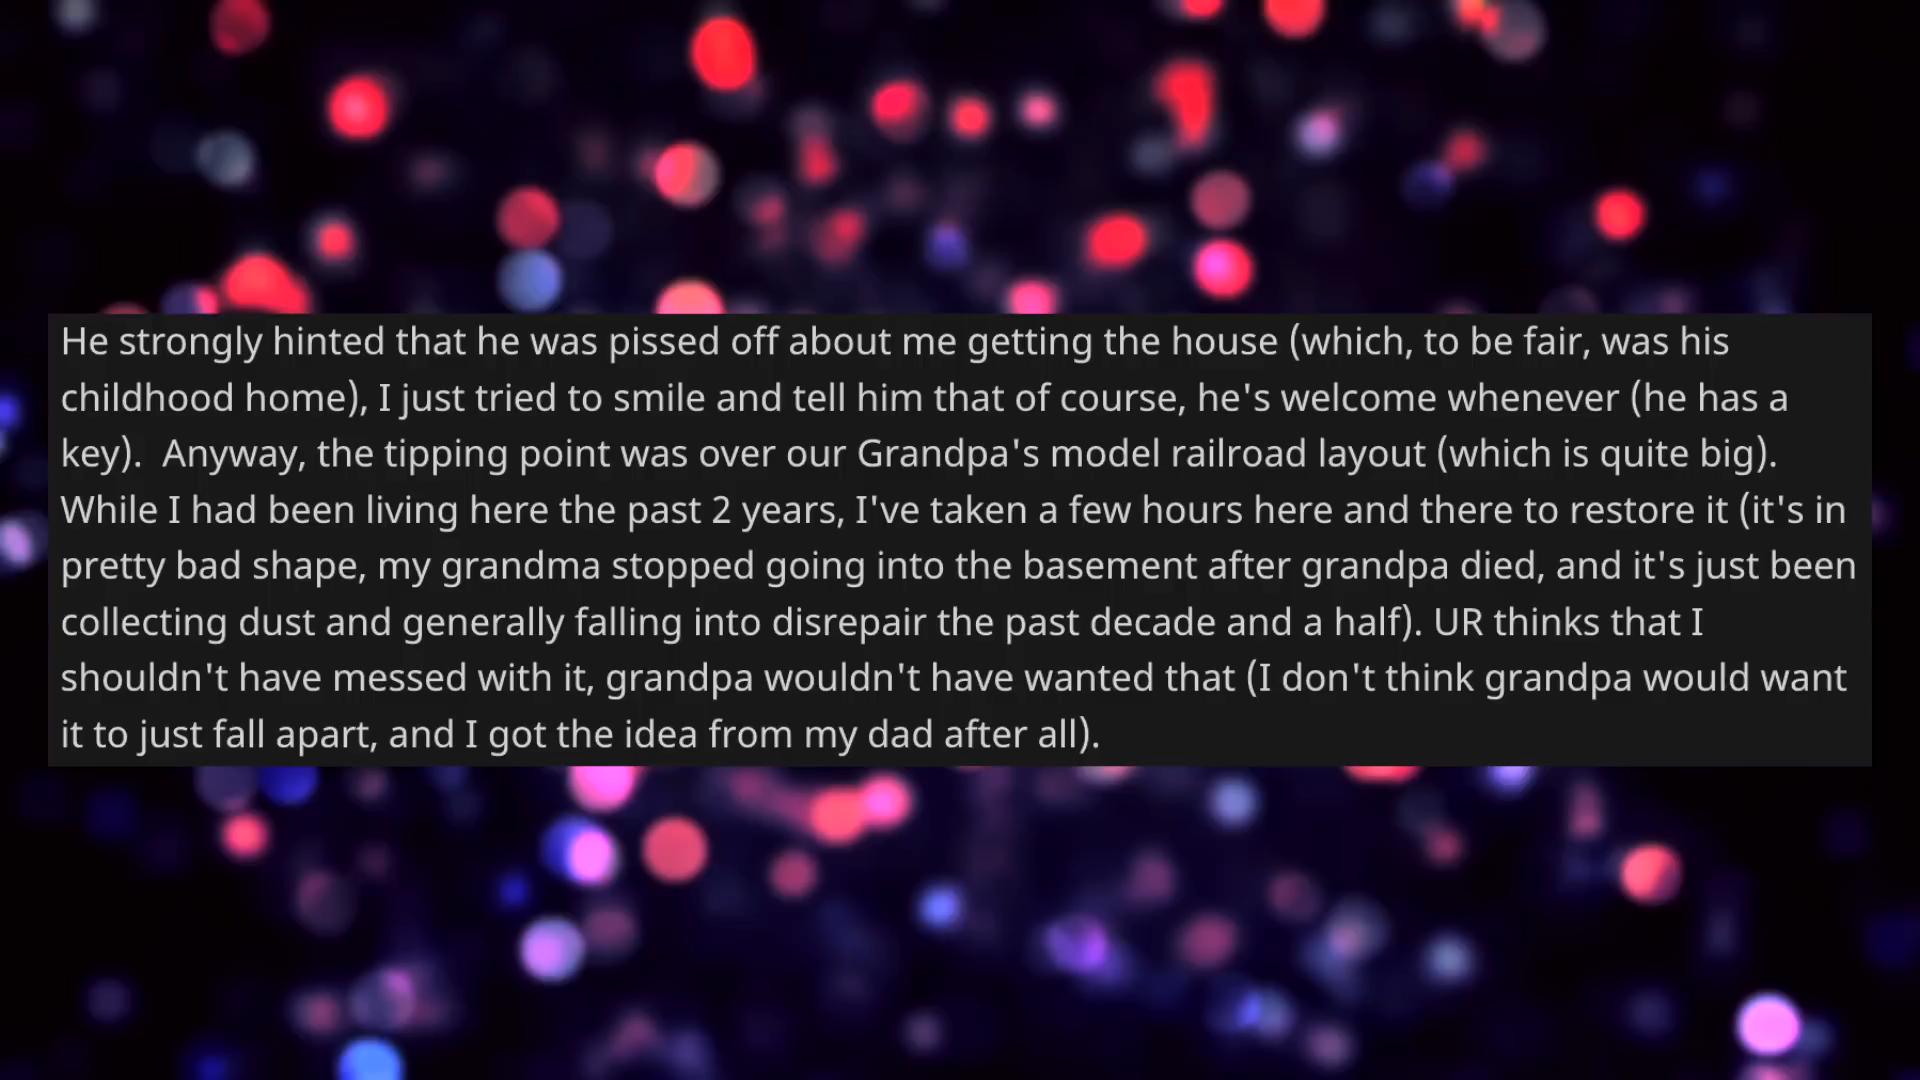 He strongly hinted that he was pissed off about me getting the house (which, to be fair, was his
childhood home), I just tried to smile and tell him that of course, he's welcome whenever (he has a
key).  Anyway, the tipping point was over our Grandpa's model railroad layout (which is quite big).
While I had been living here the past 2 years, I've taken a few hours here and there to restore it (it's in
pretty bad shape, my grandma stopped going into the basement after grandpa died, and it's just been
collecting dust and generally falling into disrepair the past decade and a half). UR thinks that I
shouldn't have messed with it, grandpa wouldn't have wanted that (I don't think grandpa would want
it to just fall apart, and I got the idea from my dad after all).